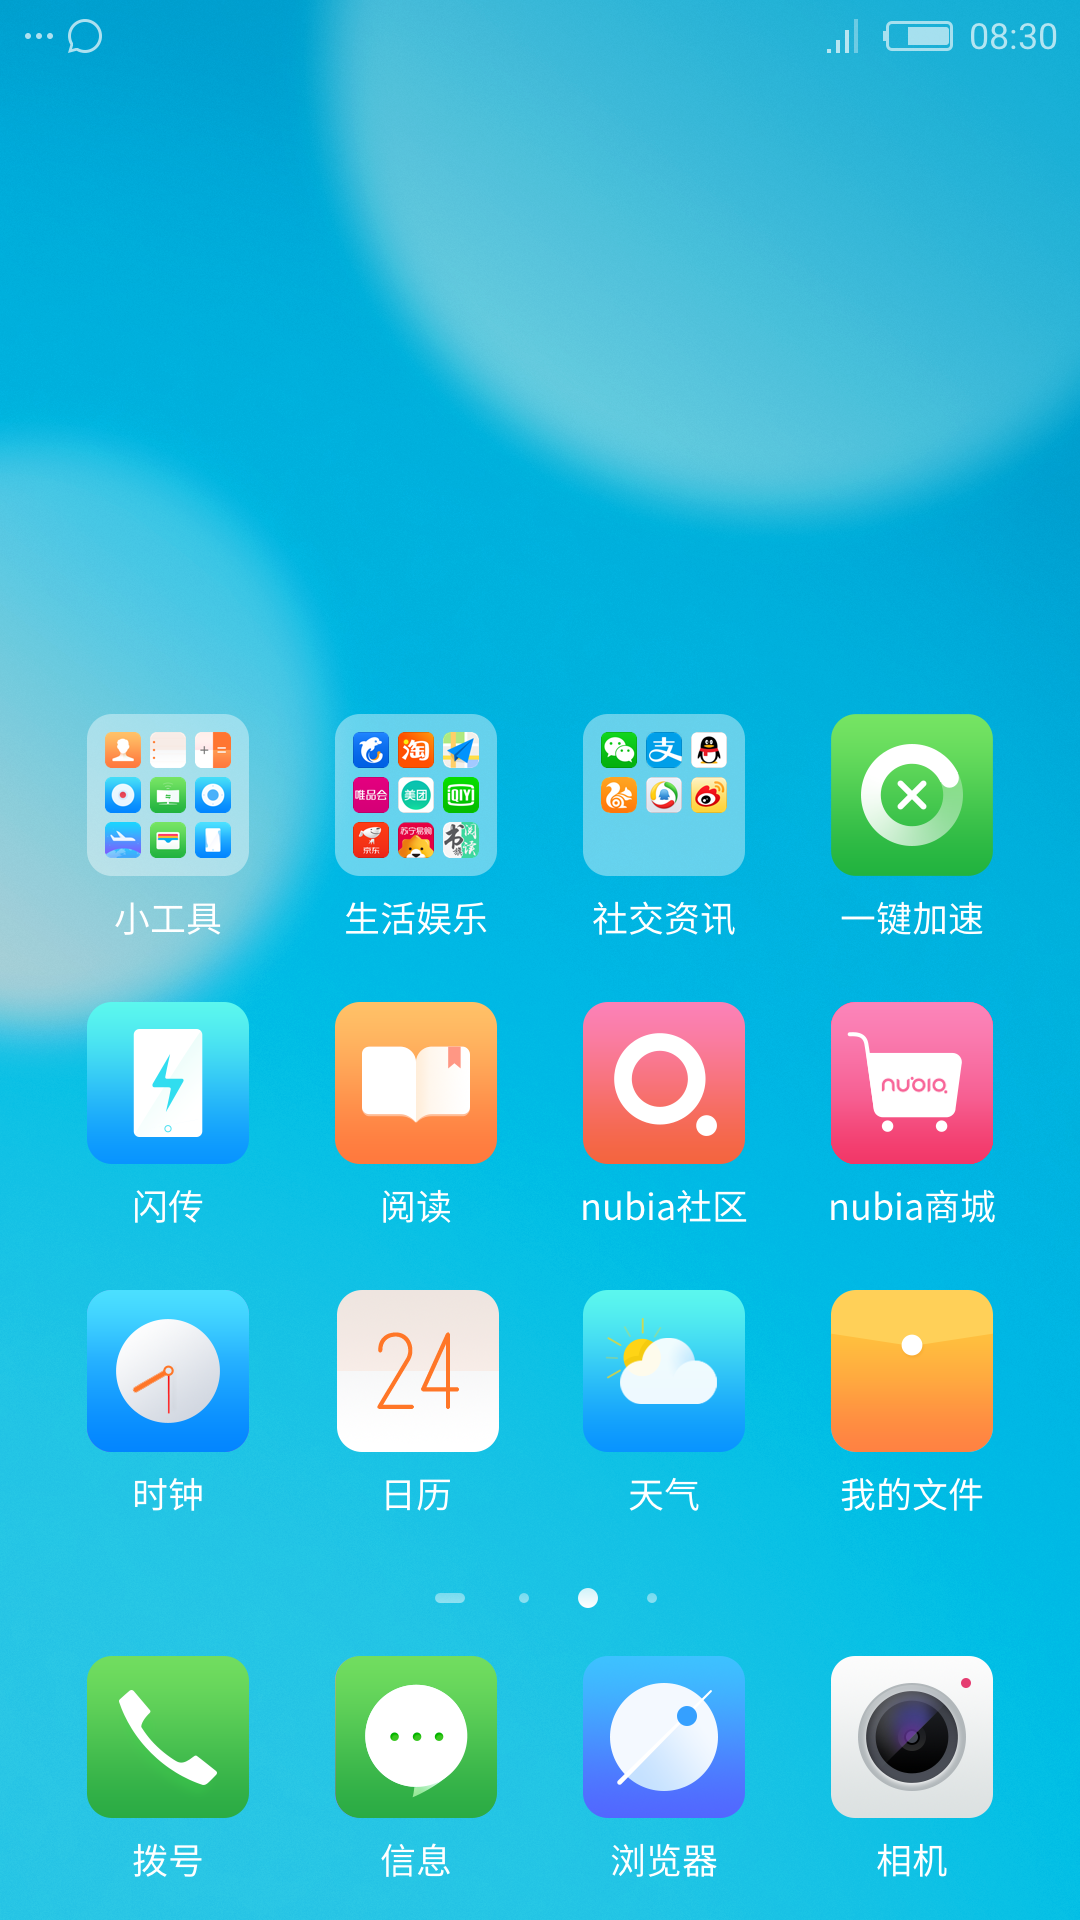 08:30
淘
唯品会 美团 QIY
京东 苏宁易购 书旗 阅读
支
小工具 生活娱乐 社交资讯 一键加速
nubia
闪传 阅读 nubia社区 nubia商城
24
时钟 日历 天气 我的文件
拨号 信息 浏览器 相机